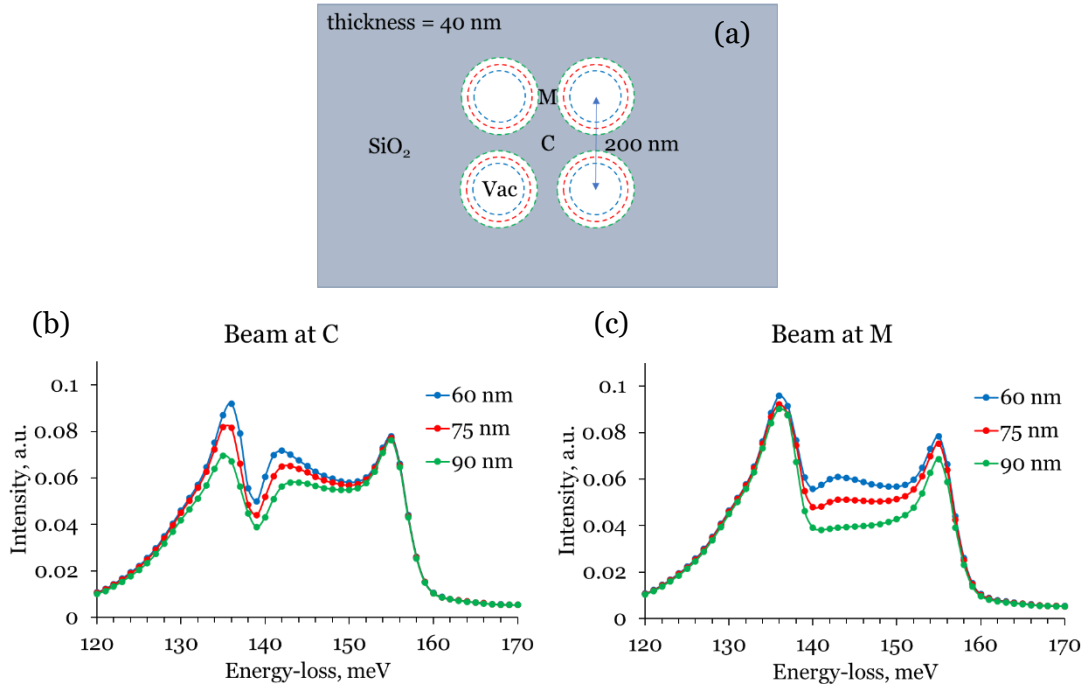 thickness = 40 nm
(a)
M
C
200 nm
SiO₂
Vac
(b)
Beam at C
Intensity, a.u.
0.1
0.08
0.06
0.04
0.02
0
120
130
140
150
160
170
Energy-loss, meV
60 nm
75 nm
90 nm
(c)
Beam at M
Intensity, a.u.
0.1
0.08
0.06
0.04
0.02
0
120
130
140
150
160
170
Energy-loss, meV
60 nm
75 nm
90 nm